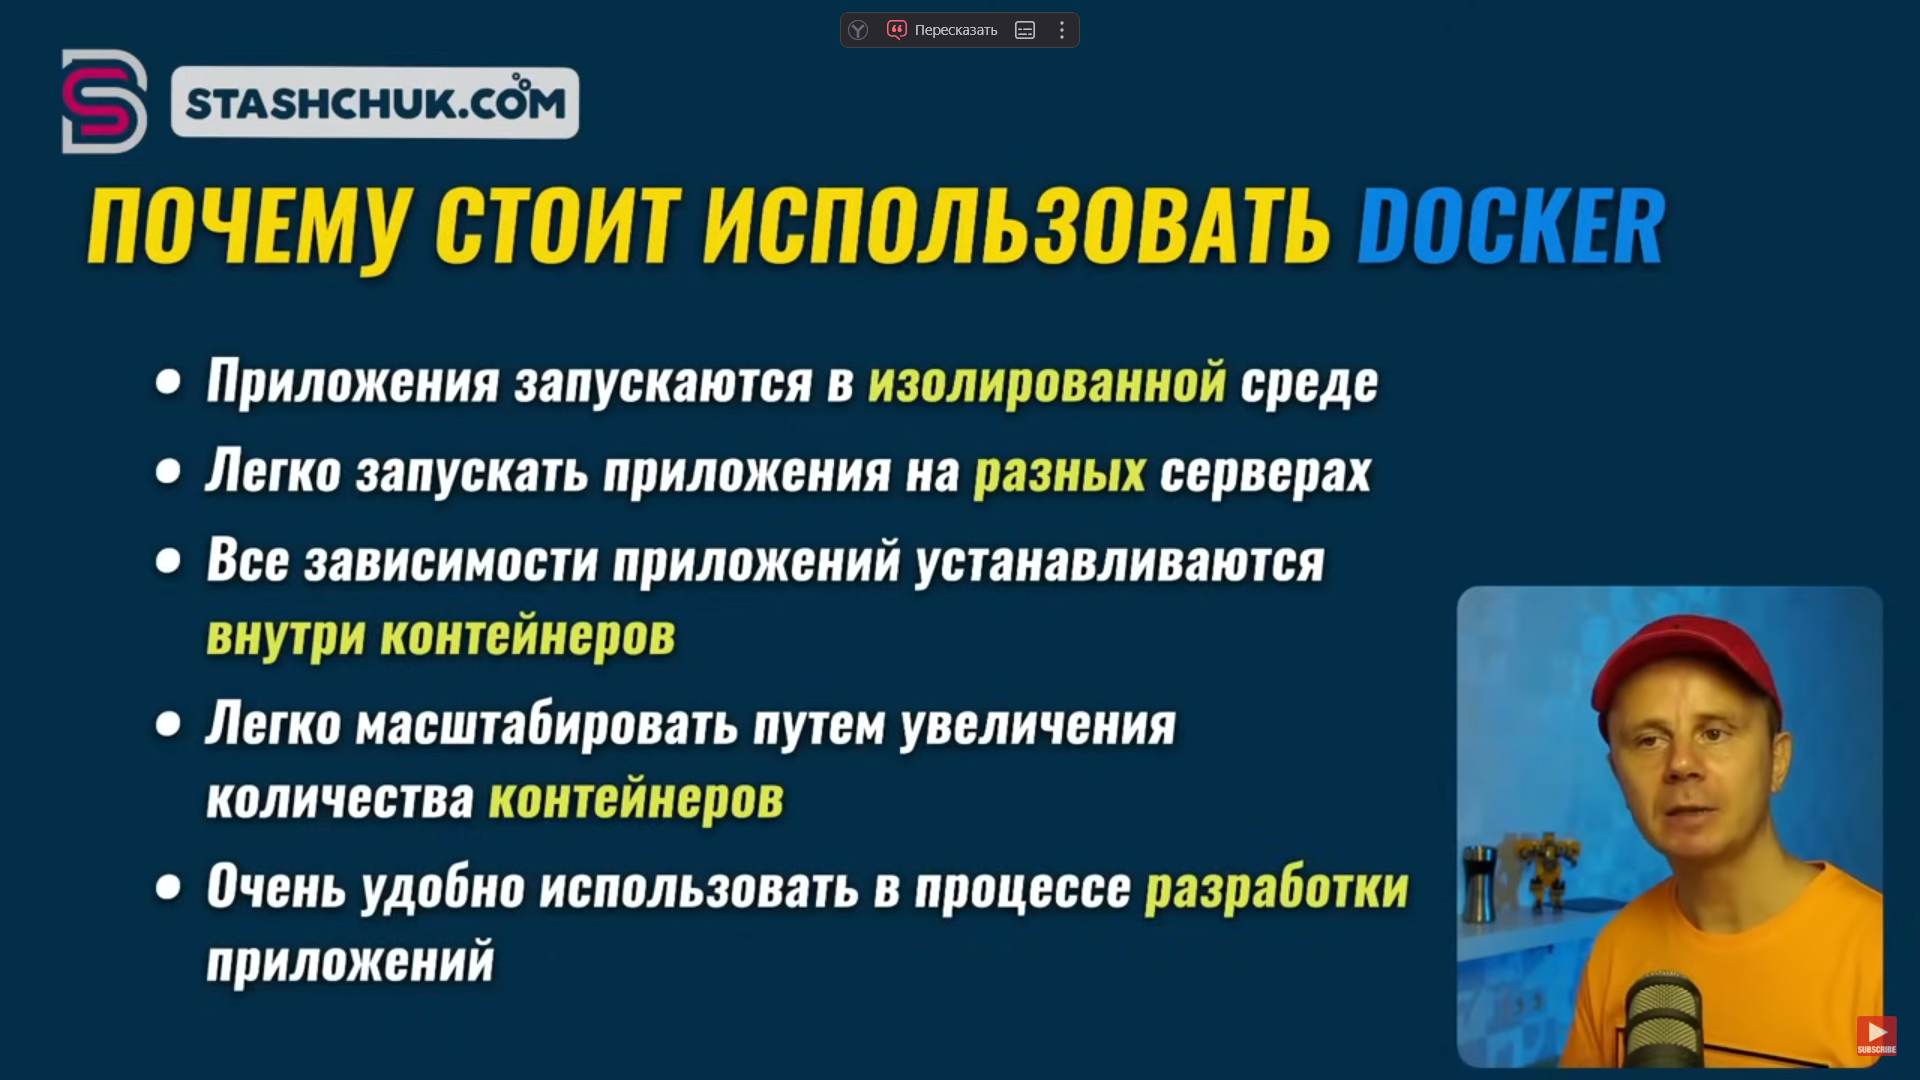 Пересказать
STASHCHUK.COM
ПОЧЕМУ СТОИТ ИСПОЛЬЗОВАТЬ DOCKER
• Приложения запускаются в изолированной среде
• Легко запускать приложения на разных серверах
• Все зависимости приложений устанавливаются
внутри контейнеров
• Легко масштабировать путем увеличения
количества контейнеров
• Очень удобно использовать в процессе разработки
приложений
SUBSCRIBE